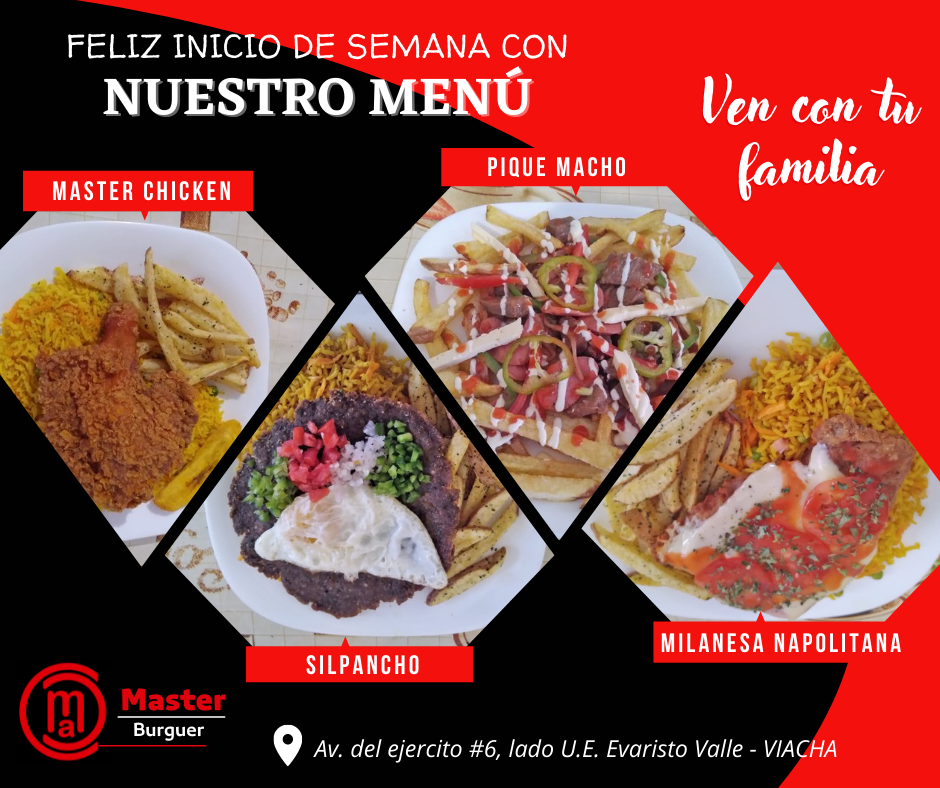 FELIZ INICIO DE SEMANA CON
NUESTRO MENÚ
Ven con tu
familia
MASTER CHICKEN
PIQUE MACHO
SILPANCHO
MILANESA NAPOLITANA
ma
Master
Burguer
Av. del ejercito #6, lado U.E. Evaristo Valle - VIACHA